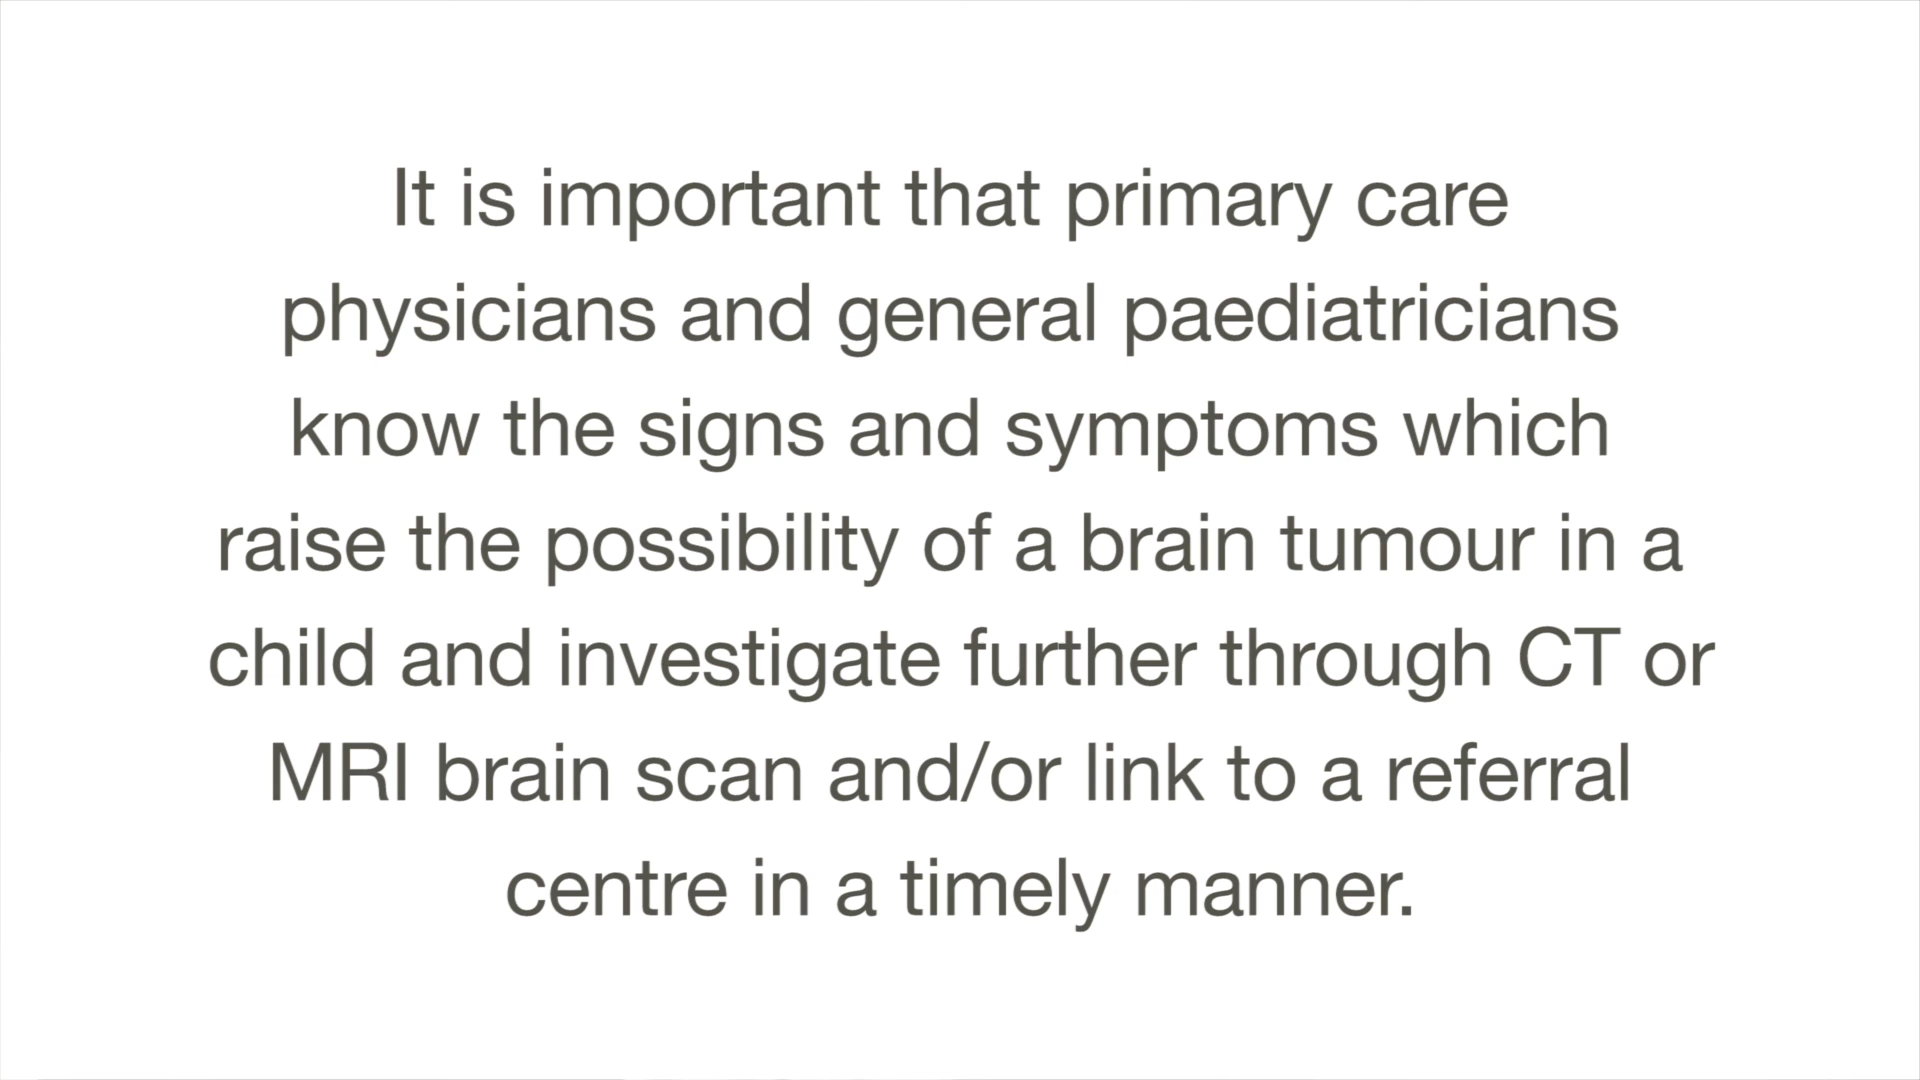 It is important that primary care
physicians and general paediatricians
know the signs and symptoms which
raise the possibility of a brain tumour in a
child and investigate further through CT or
MRI brain scan and/or link to a referral
centre in a timely manner.